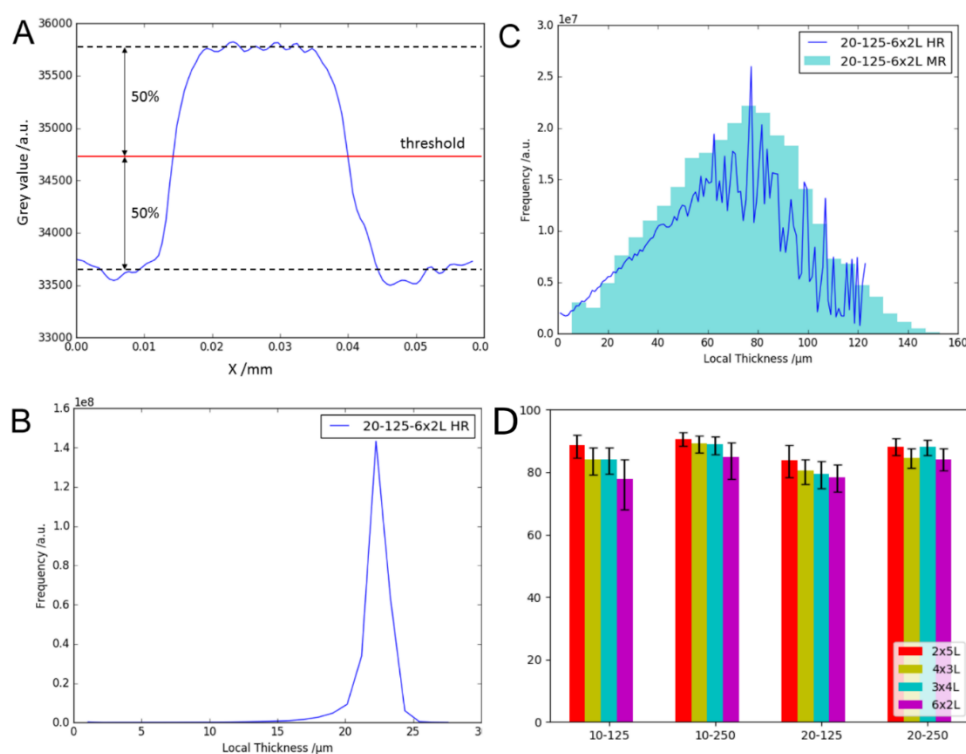 A
36000
35500
35000
34500
34000
33500
33000
Grey value /a.u.
50%
50%
threshold
0.00 0.01 0.02 0.03 0.04 0.05 0.0
X /mm
C
1e7
3.0
2.5
2.0
1.5
1.0
0.5
0.0
Frequency /a.u.
20-125-6x2L HR
20-125-6x2L MR
0 20 40 60 80 100 120 140 160
Local Thickness /μm
B
1e8
1.6
1.4
1.2
1.0
0.8
0.6
0.4
0.2
0.0
Frequency /a.u.
20-125-6x2L HR
0 5 10 15 20 25 3
Local Thickness/μm
D
100
80
60
40
20
0
2x5L
4x3L
3x4L
6x2L
10-125 10-250 20-125 20-250